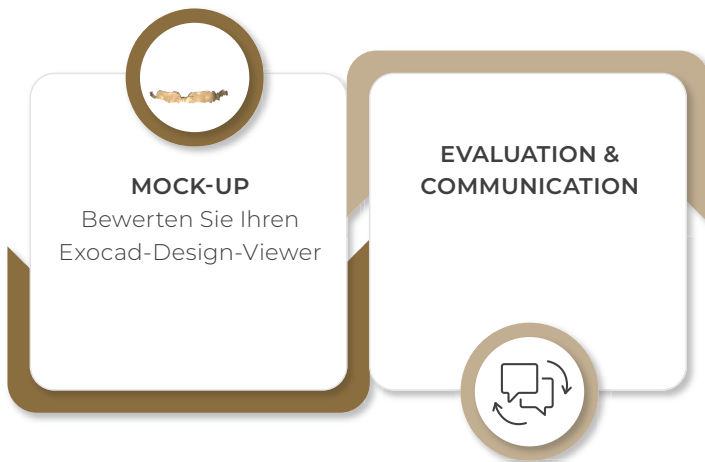 MOCK-UP
Bewerten Sie Ihren
Exocad-Design-Viewer
EVALUATION &
COMMUNICATION